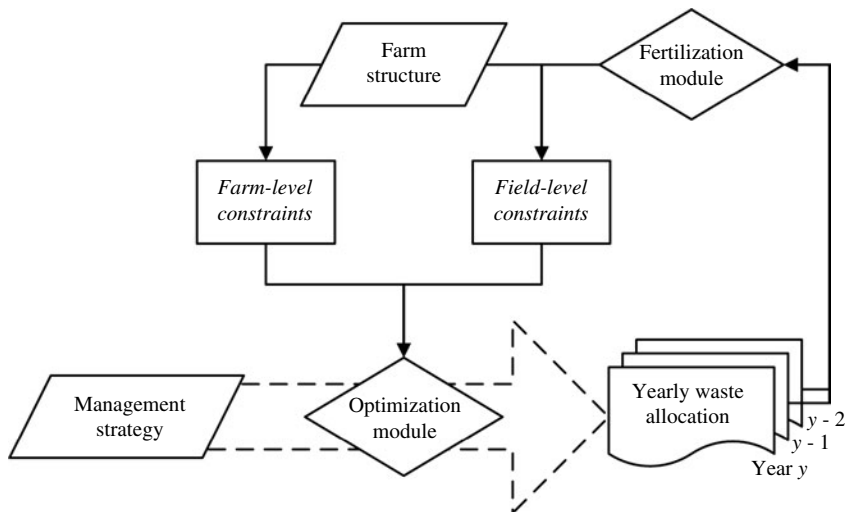 Farm
structure
Fertilization
module
Farm-level
constraints
Field-level
constraints
Management
strategy
Optimization
module
Yearly waste
allocation
y - 2
y - 1
Year y